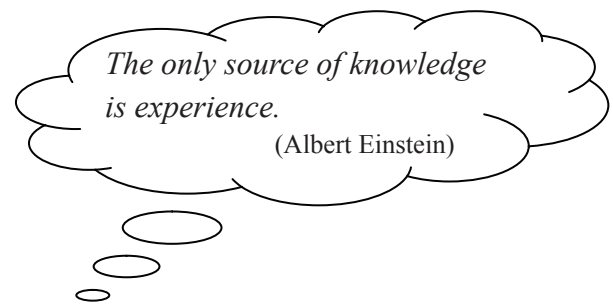 The only source of knowledge
is experience.
(Albert Einstein)